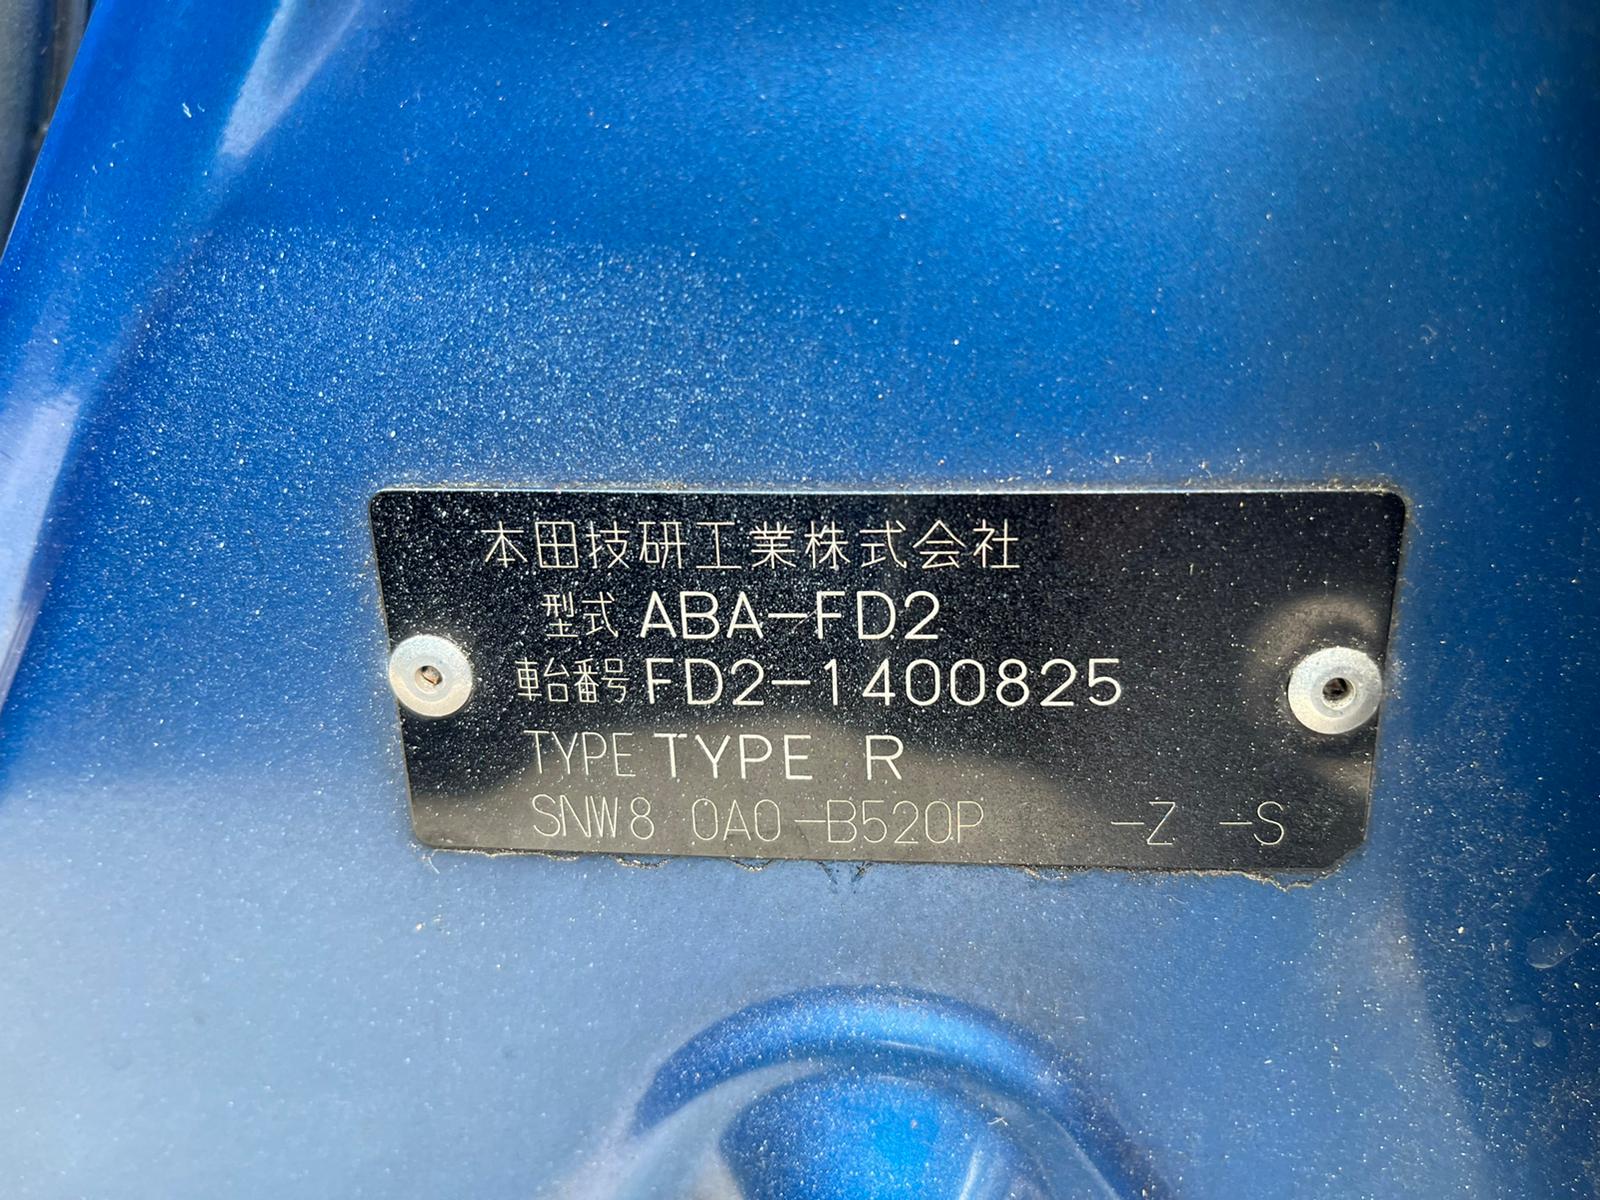 本田技研工業株式会社
型式 ABA-FD2
車台番号 FD2-1400825
TYPE TYPE R
SNW8 0A0-B520P -Z -S